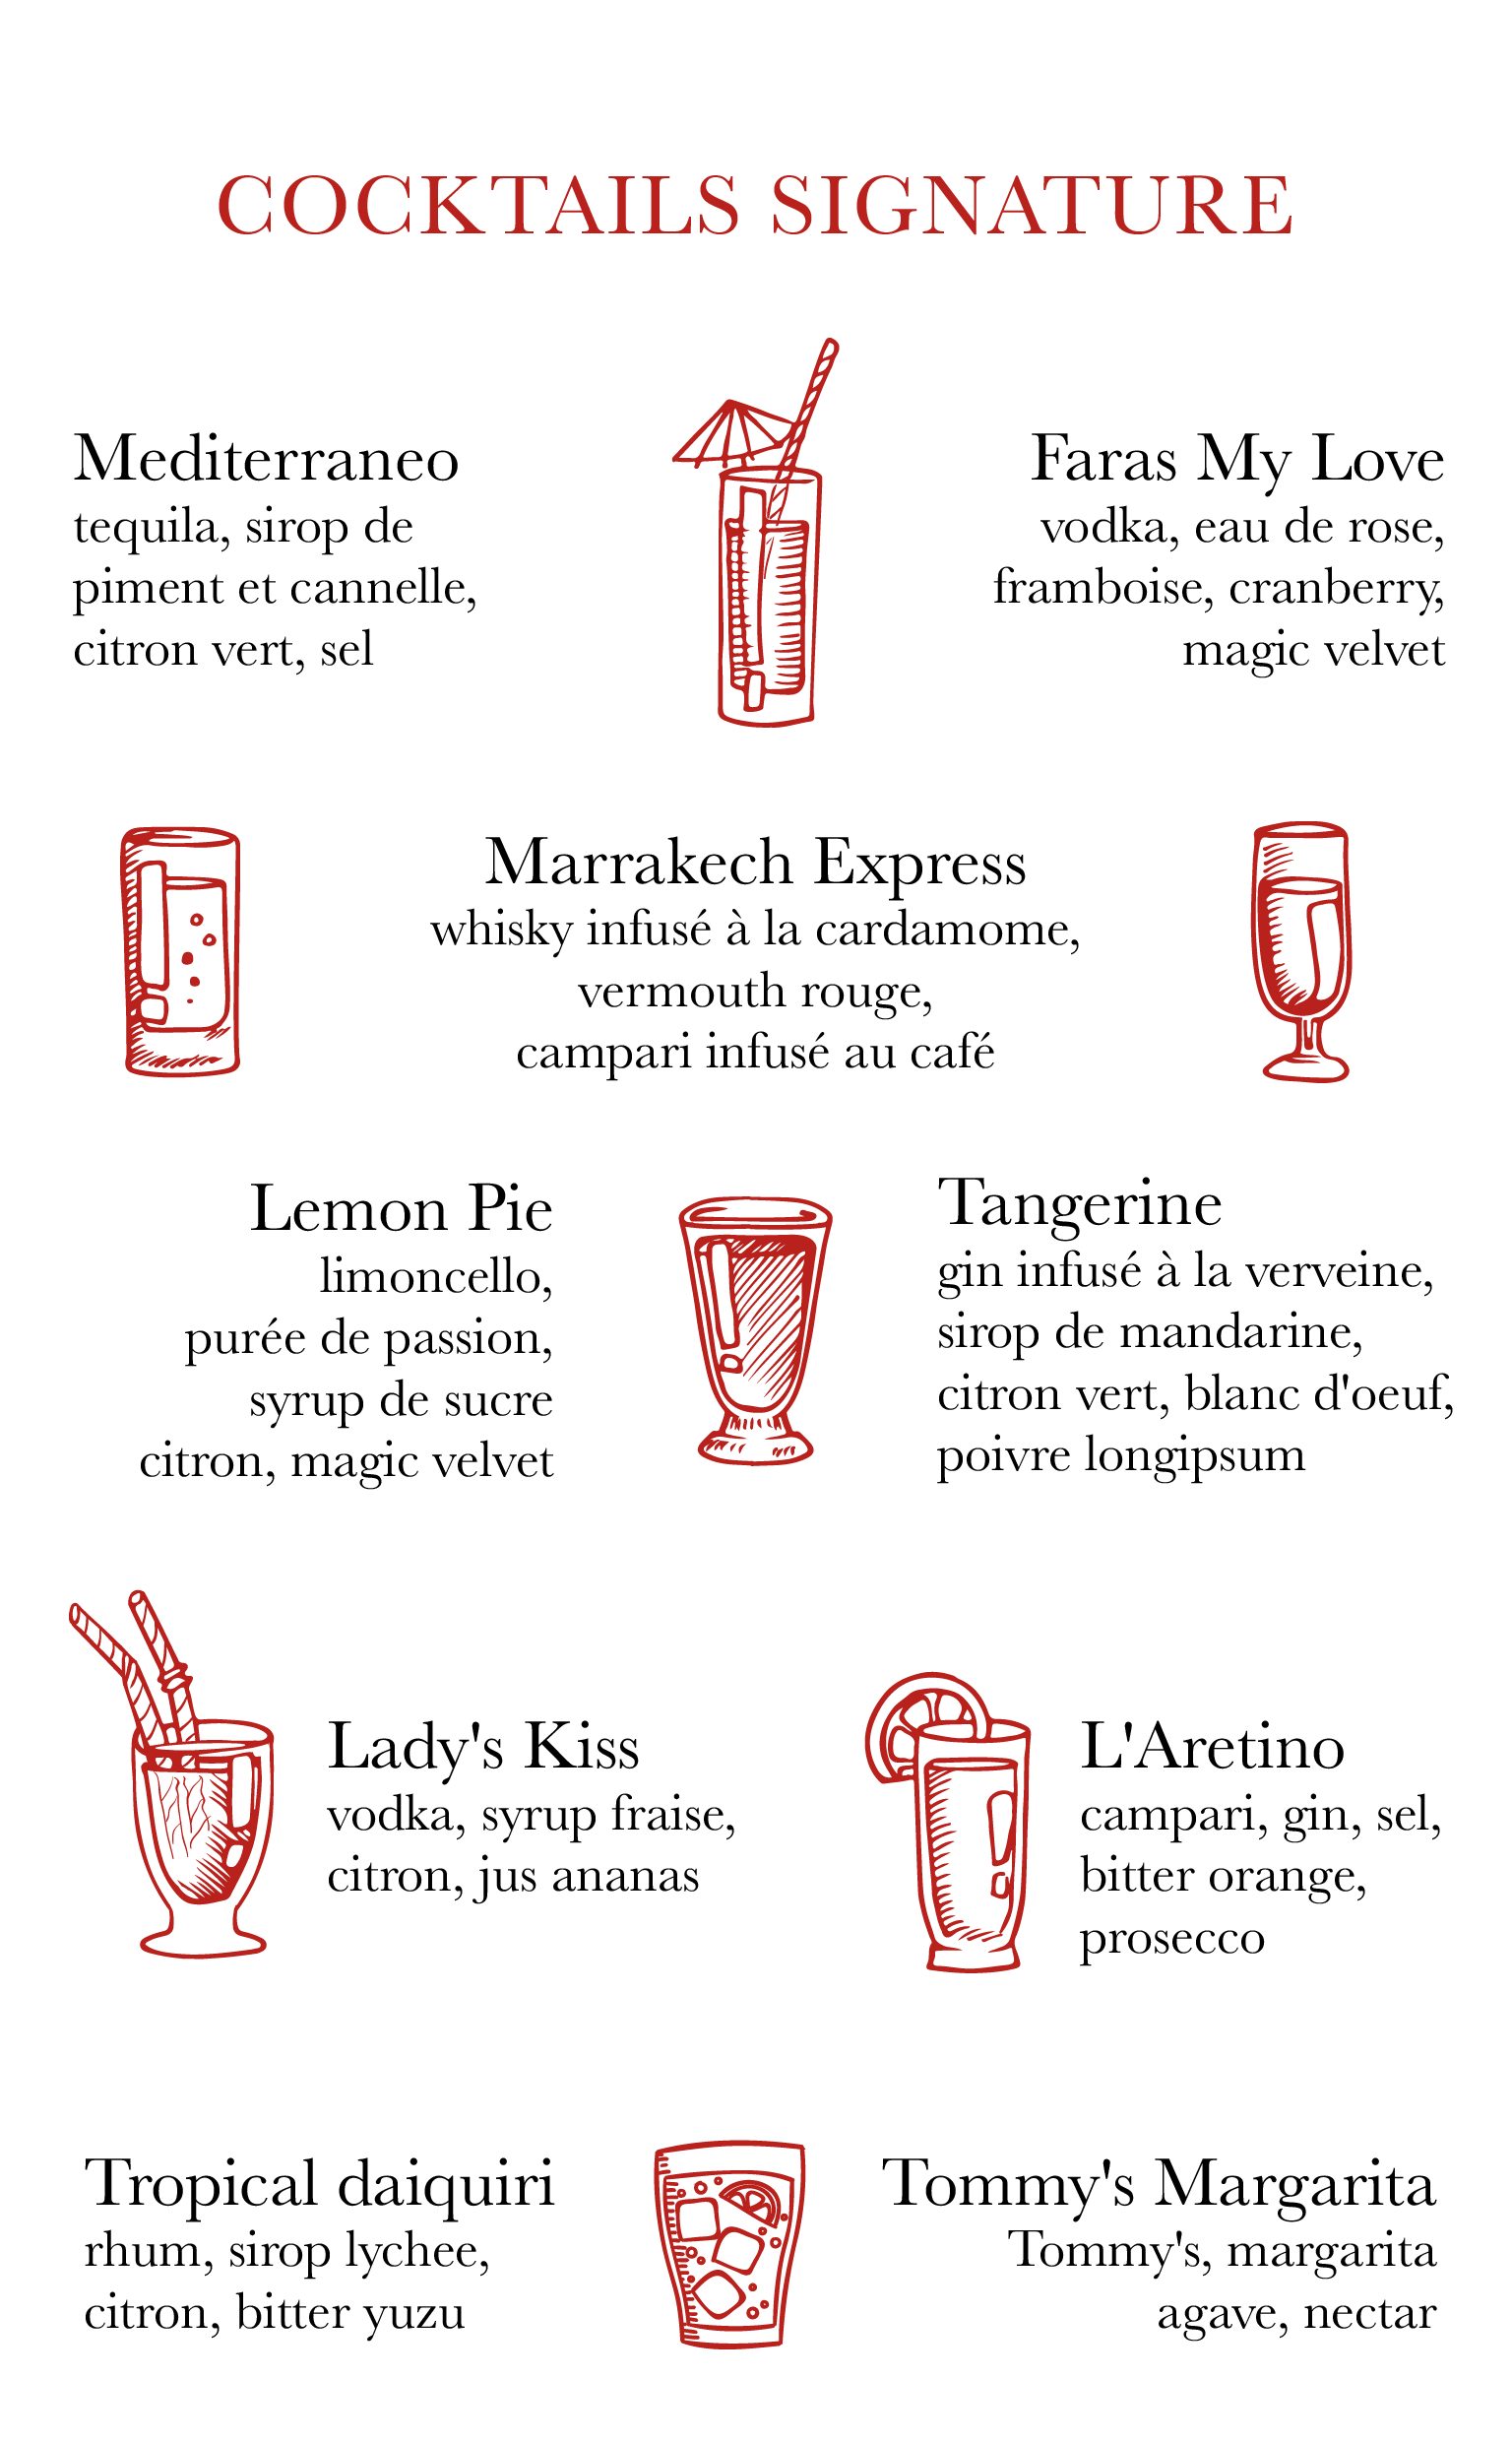 COCKTAILS SIGNATURE
Mediterraneo
tequila, sirop de
piment et cannelle,
citron vert, sel
Faras My Love
vodka, eau de rose,
framboise, cranberry,
magic velvet
Marrakech Express
whisky infusé à la cardamome,
vermouth rouge,
campari infusé au café
Lemon Pie
limoncello,
purée de passion,
syrup de sucre
citron, magic velvet
Tangerine
gin infusé à la verveine,
sirop de mandarine,
citron vert, blanc d'oeuf,
poivre longipsum
Lady's Kiss
vodka, syrup fraise,
citron, jus ananas
L'Aretino
campari, gin, sel,
bitter orange,
prosecco
Tropical daiquiri
rhum, sirop lychee,
citron, bitter yuzu
Tommy's Margarita
Tommy's, margarita
agave, nectar